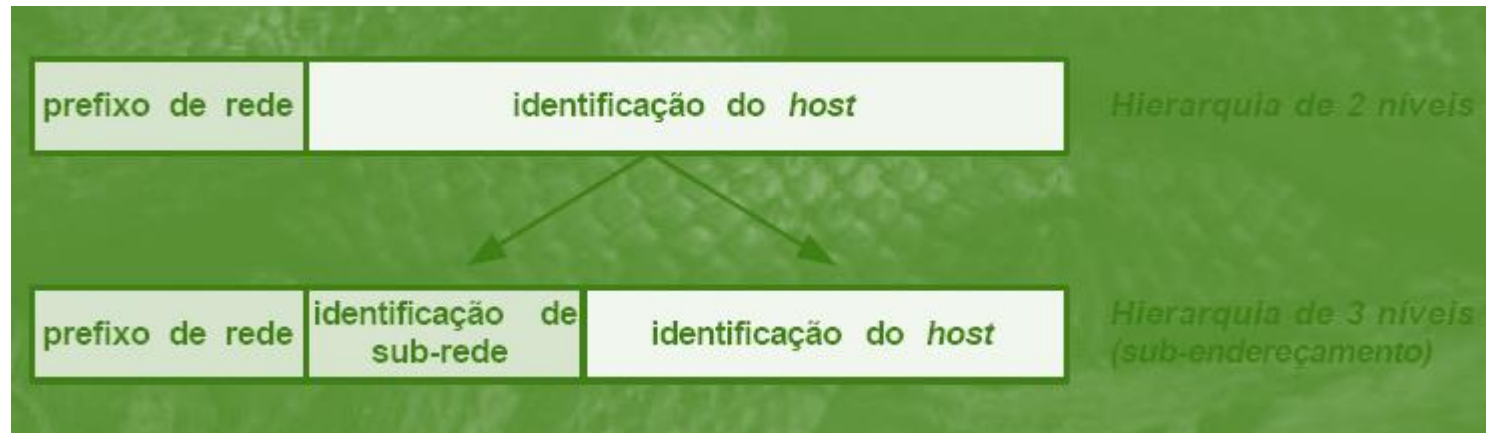 prefixo de rede
identificação do host
Hierarquia de 2 níveis
prefixo de rede
identificação de
sub-rede
identificação do host
Hierarquia de 3 níveis
(sub-endereçamento)